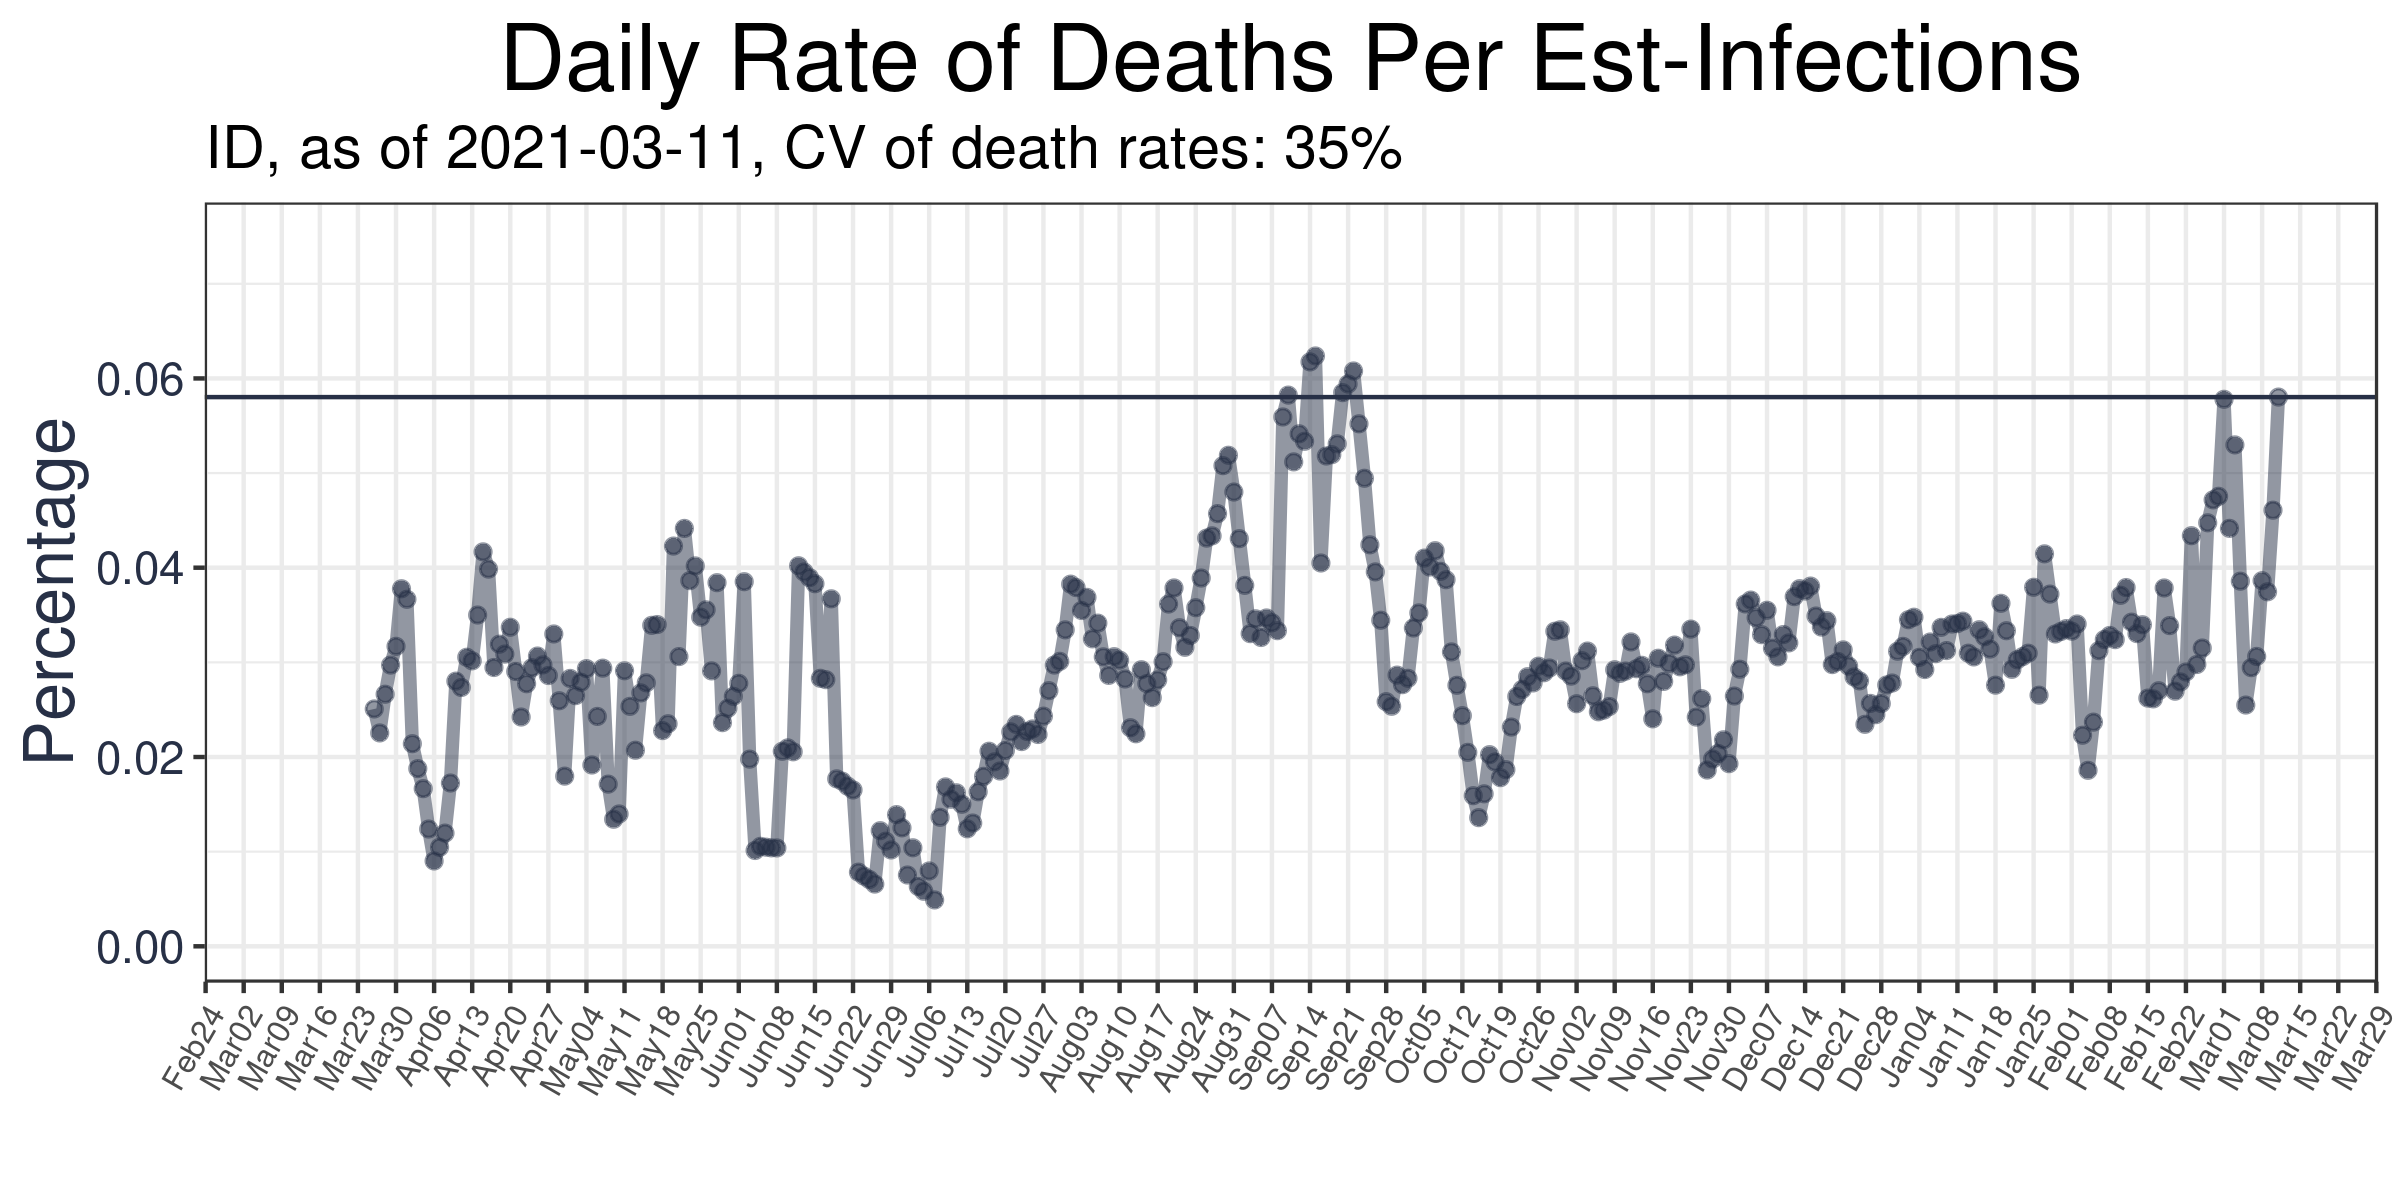 Daily Rate of Deaths Per Est-Infections
ID, as of 2021-03-11, CV of death rates: 35%
Percentage
0.06
0.04
0.02
0.00
Feb24 Mar02 Mar09 Mar16 Mar23 Mar30 Apr06 Apr13 Apr20 Apr27 May04 May11 May18 May25 Jun01 Jun08 Jun15 Jun22 Jun29 Jul06 Jul13 Jul20 Jul27 Aug03 Aug10 Aug17 Aug24 Aug31 Sep07 Sep14 Sep21 Sep28 Oct05 Oct12 Oct19 Oct26 Nov02 Nov09 Nov16 Nov23 Nov30 Dec07 Dec14 Dec21 Dec28 Jan04 Jan11 Jan18 Jan25 Feb01 Feb08 Feb15 Feb22 Mar01 Mar08 Mar15 Mar22 Mar29